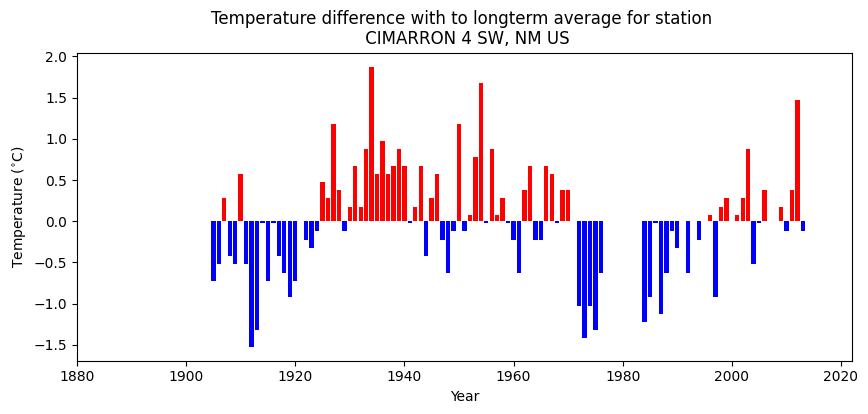 Temperature difference with to longterm average for station
CIMARRON 4 SW, NM US
2.0
1.5
1.0
0.5
0.0
−0.5
−1.0
−1.5
Temperature (°C)
1880 1900 1920 1940 1960 1980 2000 2020
Year